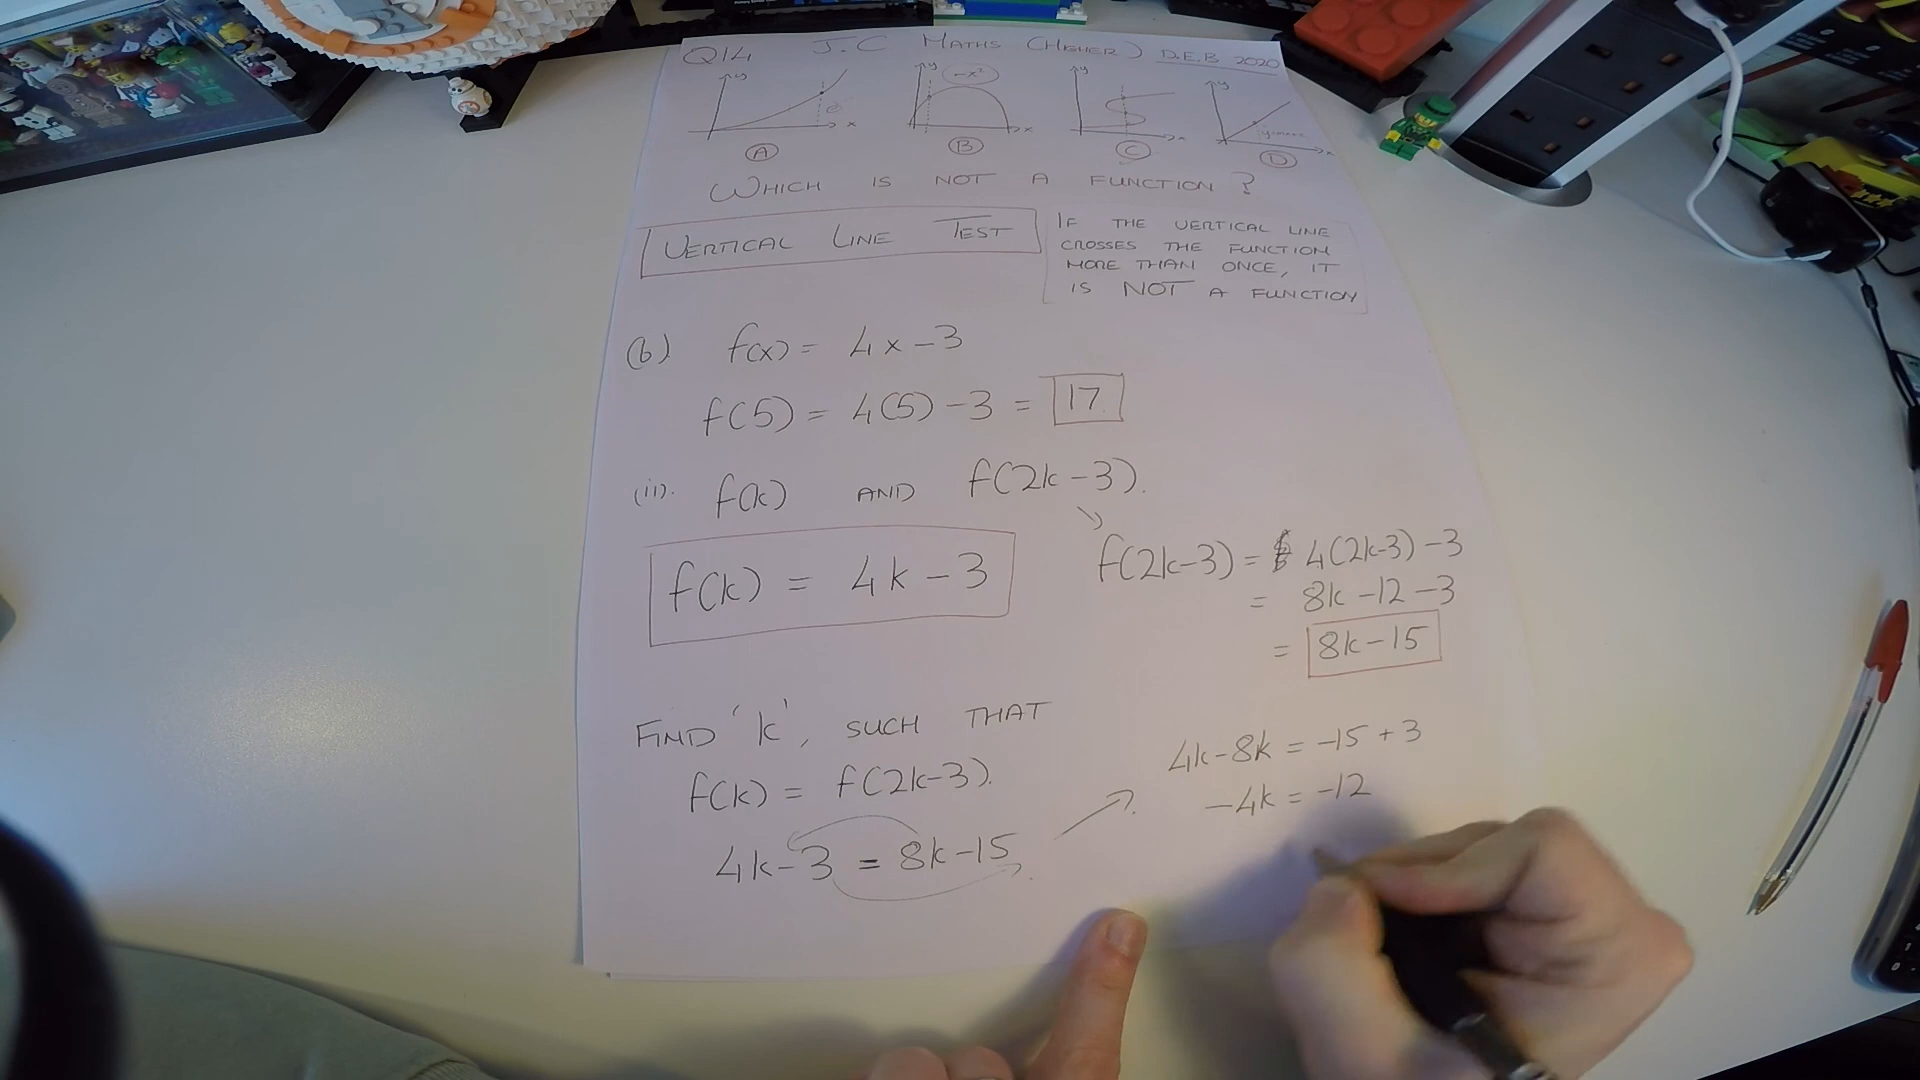 Q14 J.C MATHS (HIGHER) D.E.B 2020
y y y y
-x²
x x x x
A B C D
WHICH IS NOT A FUNCTION ?
VERTICAL LINE TEST
IF THE VERTICAL LINE
CROSSES THE FUNCTION
MORE THAN ONCE, IT
IS NOT A FUNCTION
(b) f(x) = 4x-3
f(5) = 4(5)-3 = 17
(ii). f(k) AND f(2k-3).
f(k) = 4k-3
f(2k-3) = 4(2k-3)-3
= 8k-12-3
= 8k-15
FIND 'k', SUCH THAT
f(k) = f(2k-3).
4k-3 = 8k-15
4k-8k = -15+3
-4k = -12